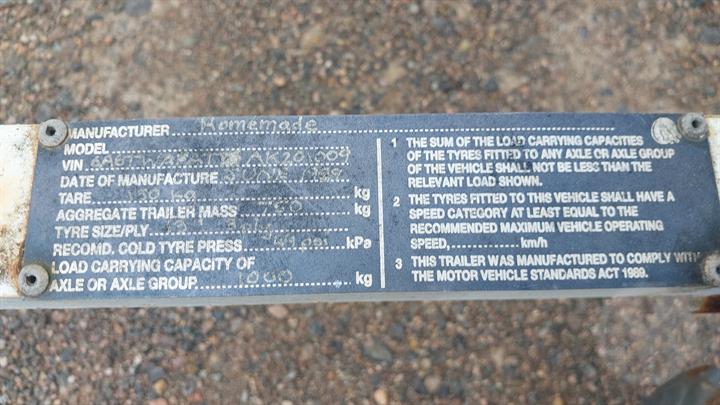 MANUFACTURER Homemade
MODEL
VIN
DATE OF MANUFACTURE JUNE 1999
TARE kg
AGGREGATE TRAILER MASS kg
TYRE SIZE/PLY
RECOMD. COLD TYRE PRESS kPa
LOAD CARRYING CAPACITY OF
AXLE OR AXLE GROUP 1000 kg
1 THE SUM OF THE LOAD CARRYING CAPACITIES
OF THE TYRES FITTED TO ANY AXLE OR AXLE GROUP
OF THE VEHICLE SHALL NOT BE LESS THAN THE
RELEVANT LOAD SHOWN.
2 THE TYRES FITTED TO THIS VEHICLE SHALL HAVE A
SPEED CATEGORY AT LEAST EQUAL TO THE
RECOMMENDED MAXIMUM VEHICLE OPERATING
SPEED, km/h
3 THIS TRAILER WAS MANUFACTURED TO COMPLY WITH
THE MOTOR VEHICLE STANDARDS ACT 1989.